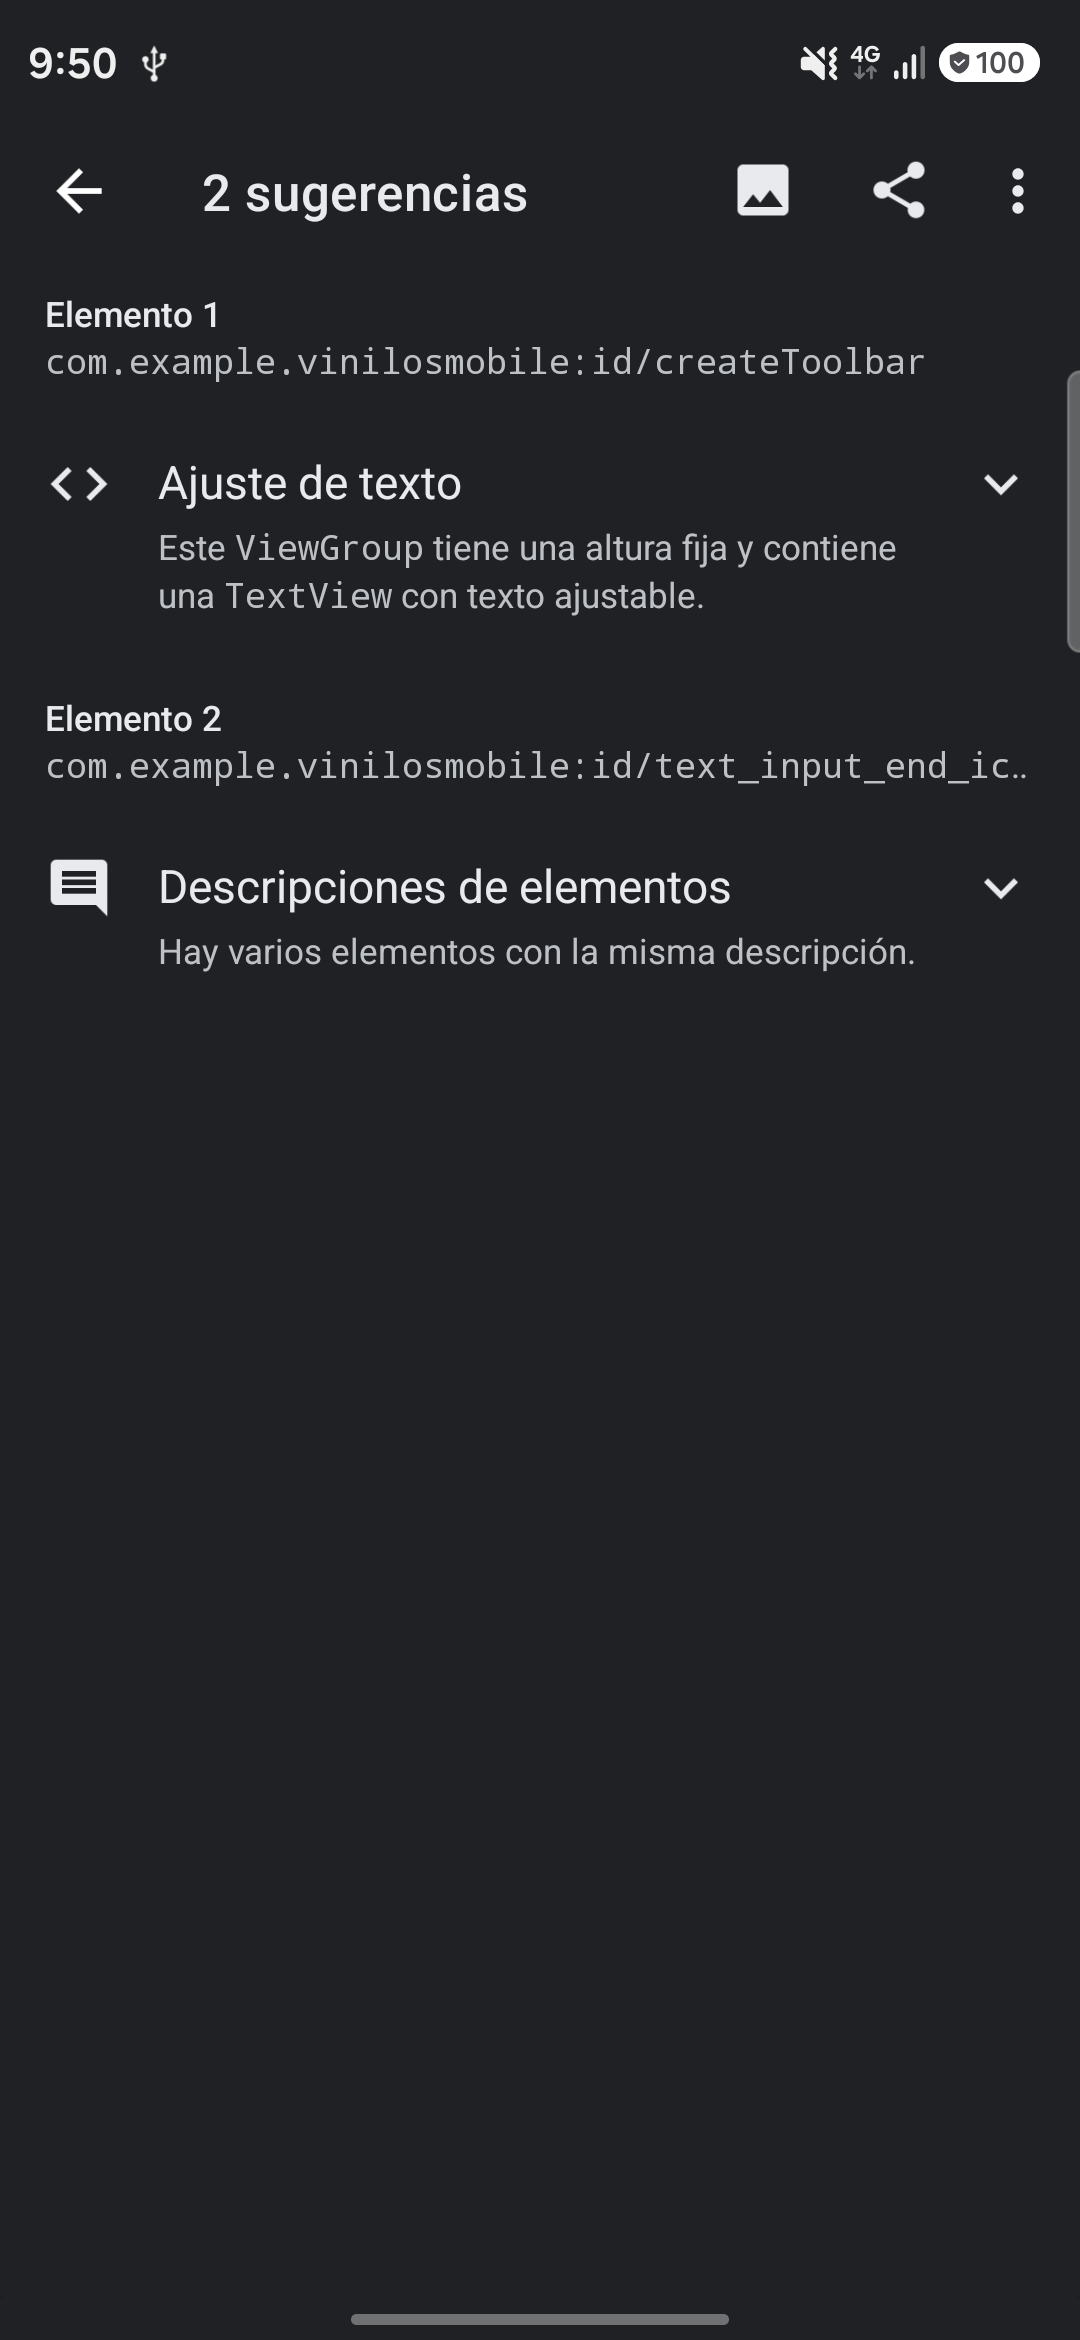 9:50
4G
100
2 sugerencias
Elemento 1
com.example.vinilosmobile:id/createToolbar
Ajuste de texto
Este ViewGroup tiene una altura fija y contiene
una TextView con texto ajustable.
Elemento 2
com.example.vinilosmobile:id/text_input_end_ic..
Descripciones de elementos
Hay varios elementos con la misma descripción.